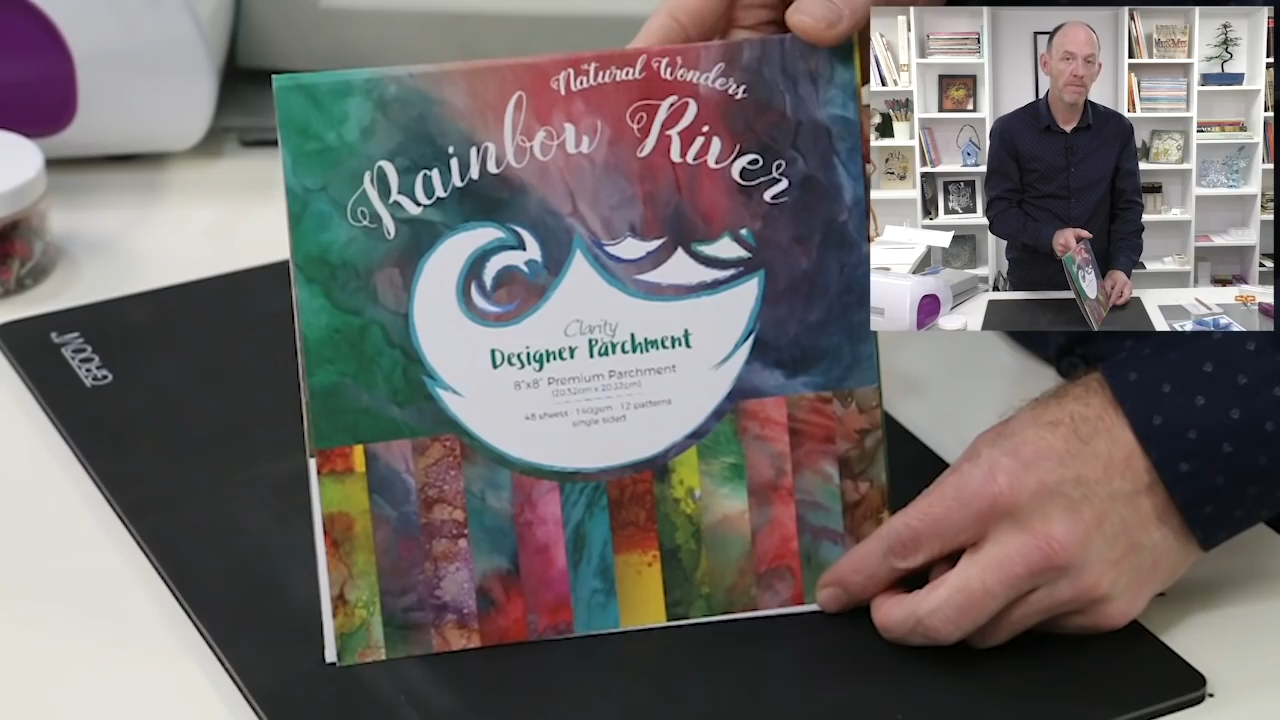 Natural Wonders
Rainbow River
Clarity
Designer Parchment
8"x8" Premium Parchment
(20.32cm x 20.32cm)
48 sheets - 140gsm - 12 patterns
single sided
GROOVI